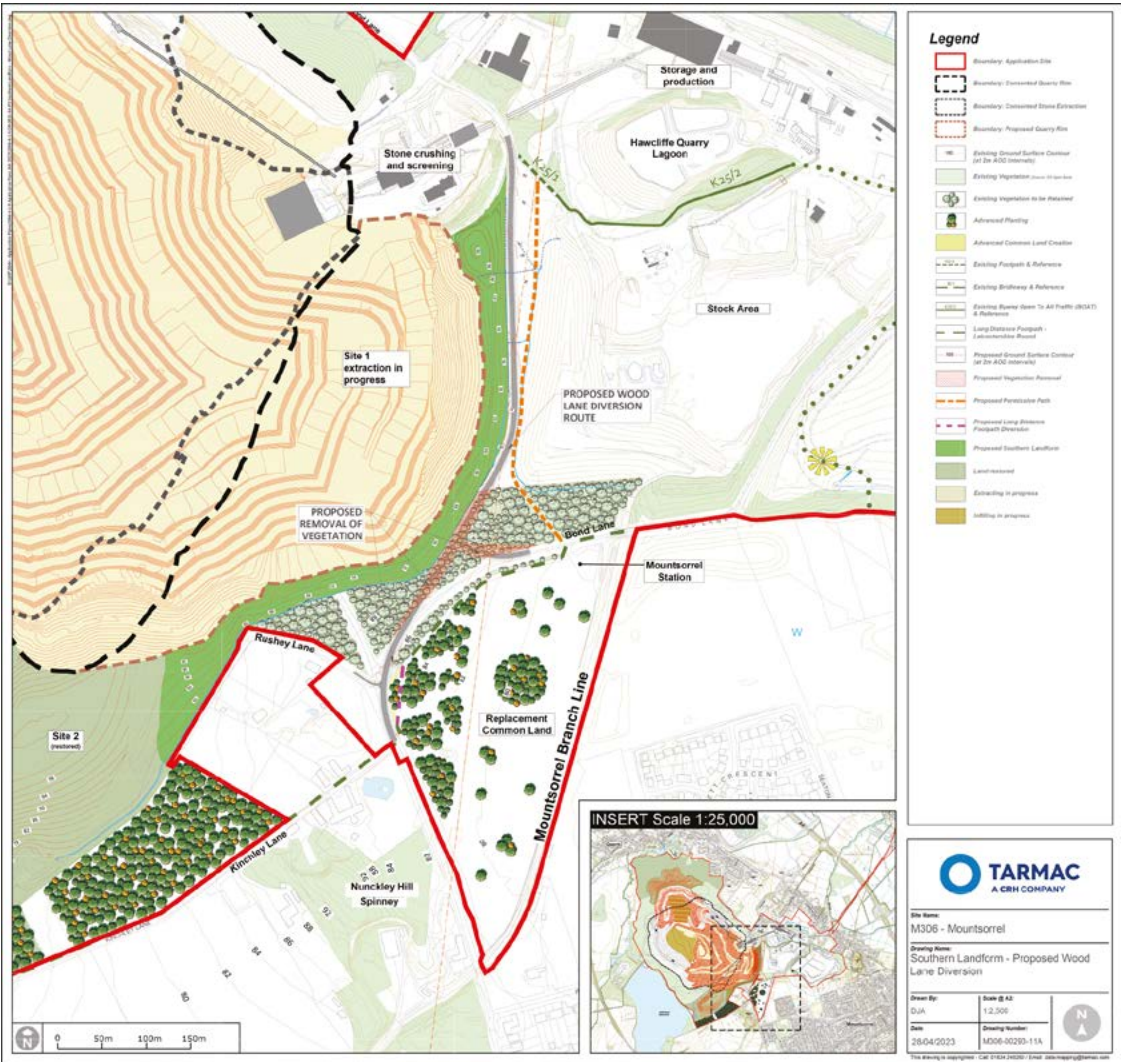 Storage and
production
Stone crushing
and screening
Hawcliffe Quarry
Lagoon
K25/1
K25/2
Stock Area
Site 1
extraction in
progress
PROPOSED WOOD
LANE DIVERSION
ROUTE
PROPOSED
REMOVAL OF
VEGETATION
Bond Lane
Mountsorrel
Station
Rushey Lane
W
Replacement
Common Land
Mountsorrel Branch Line
Site 2
(restored)
Kinchley Lane
Nunckley Hill
Spinney
N
0 50m 100m 150m
INSERT Scale 1:25,000
Legend
Boundary: Application Site
Boundary: Consented Quarry Rim
Boundary: Consented Stone Extraction
Boundary: Proposed Quarry Rim
Existing Ground Surface Contour
(at 2m AOD Intervals)
Existing Vegetation
Existing Vegetation to be Retained
Advanced Planting
Advanced Common Land Creation
Existing Footpath & Reference
Existing Bridleway & Reference
Existing Byway Open To All Traffic (BOAT)
& Reference
Long Distance Footpath -
Leicestershire Round
Proposed Ground Surface Contour
(at 2m AOD Intervals)
Proposed Vegetation Removal
Proposed Permissive Path
Proposed Long Distance
Footpath Diversion
Proposed Southern Landform
Land restored
Extracting in progress
Infilling in progress
TARMAC
A CRH COMPANY
Site Name:
M306 - Mountsorrel
Drawing Name:
Southern Landform - Proposed Wood
Lane Diversion
Drawn By:
DJA
Scale @ A3:
1:2,500
Date
28/04/2023
Drawing Number:
M306-00293-11A
N